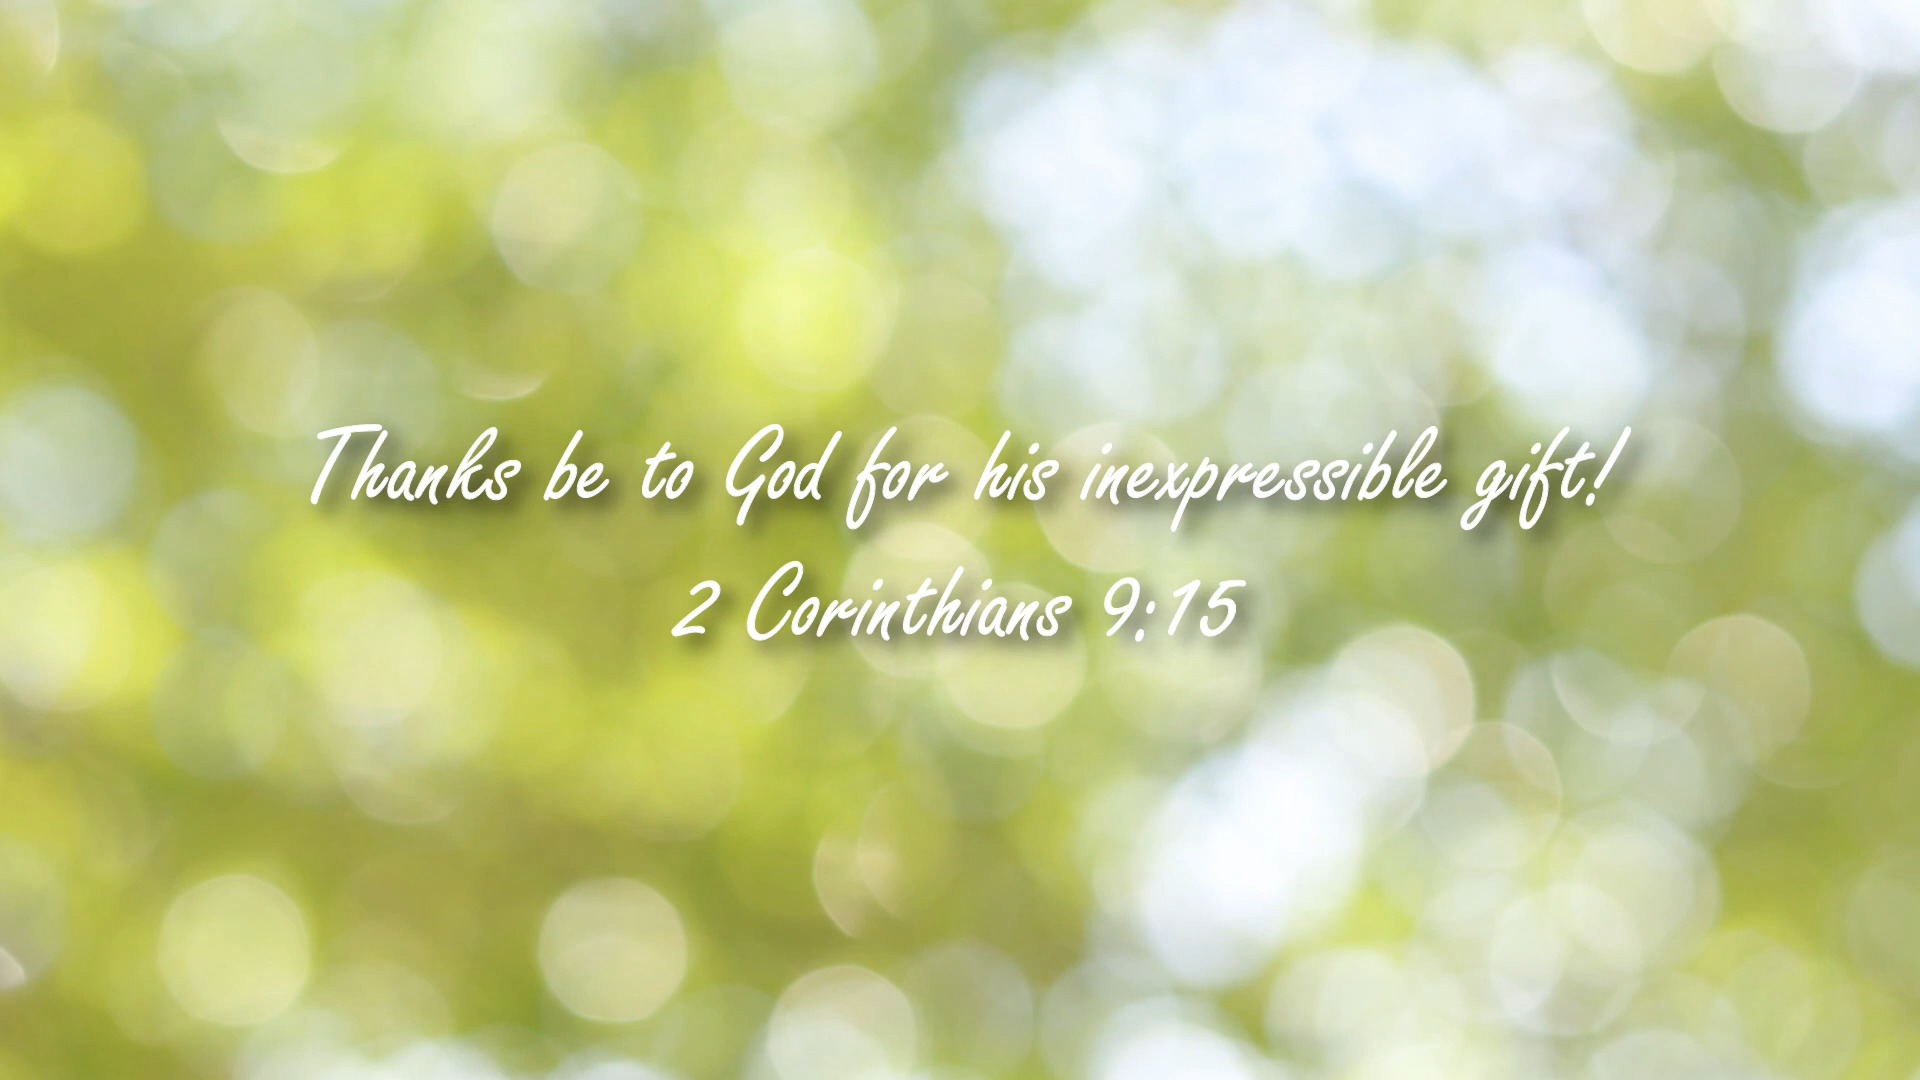 Thanks be to God for his inexpressible gift!
2 Corinthians 9:15